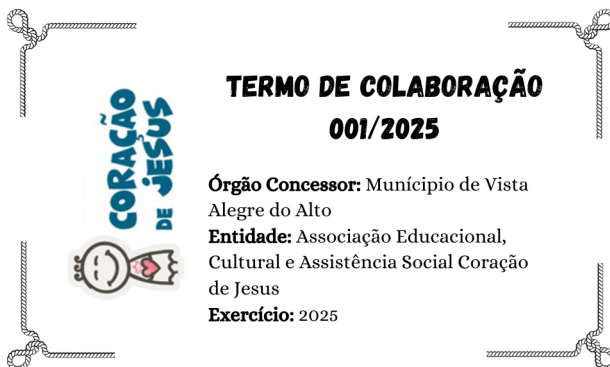 CORAÇÃO
DE JESUS
TERMO DE COLABORAÇÃO
001/2025
Órgão Concessor: Munícipio de Vista
Alegre do Alto
Entidade: Associação Educacional,
Cultural e Assistência Social Coração
de Jesus
Exercício: 2025